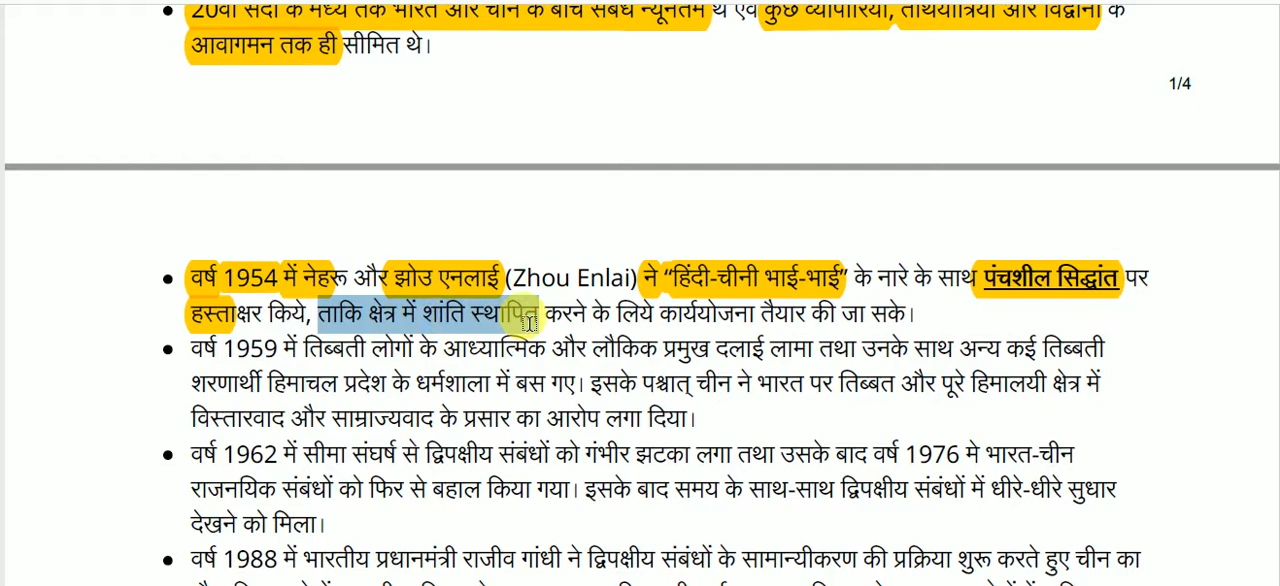 20वीं सदी के मध्य तक भारत और चीन के बीच संबंध न्यूनतम थे एवं कुछ व्यापारियों, तीर्थयात्रियों और विद्वानों के
आवागमन तक ही सीमित थे।
1/4
वर्ष 1954 में नेहरू और झोउ एनलाई (Zhou Enlai) ने “हिंदी-चीनी भाई-भाई” के नारे के साथ पंचशील सिद्धांत पर
हस्ताक्षर किये, ताकि क्षेत्र में शांति स्थापित करने के लिये कार्ययोजना तैयार की जा सके।
वर्ष 1959 में तिब्बती लोगों के आध्यात्मिक और लौकिक प्रमुख दलाई लामा तथा उनके साथ अन्य कई तिब्बती
शरणार्थी हिमाचल प्रदेश के धर्मशाला में बस गए। इसके पश्चात् चीन ने भारत पर तिब्बत और पूरे हिमालयी क्षेत्र में
विस्तारवाद और साम्राज्यवाद के प्रसार का आरोप लगा दिया।
वर्ष 1962 में सीमा संघर्ष से द्विपक्षीय संबंधों को गंभीर झटका लगा तथा उसके बाद वर्ष 1976 मे भारत-चीन
राजनयिक संबंधों को फिर से बहाल किया गया। इसके बाद समय के साथ-साथ द्विपक्षीय संबंधों में धीरे-धीरे सुधार
देखने को मिला।
वर्ष 1988 में भारतीय प्रधानमंत्री राजीव गांधी ने द्विपक्षीय संबंधों के सामान्यीकरण की प्रक्रिया शुरू करते हुए चीन का